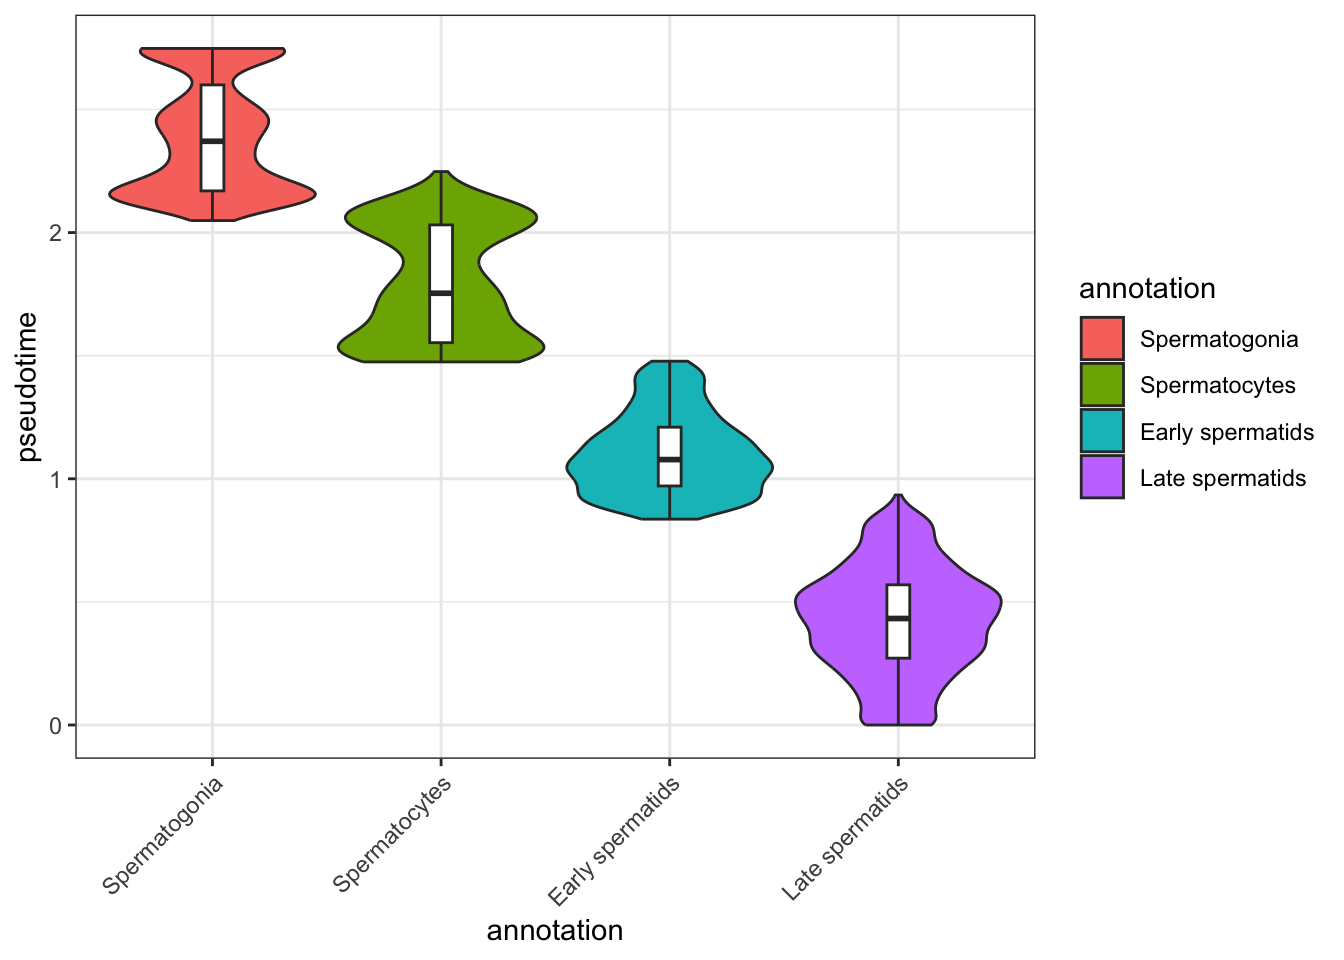 pseudotime
2
1
0
Spermatogonia
Spermatocytes
Early spermatids
Late spermatids
annotation
annotation
Spermatogonia
Spermatocytes
Early spermatids
Late spermatids